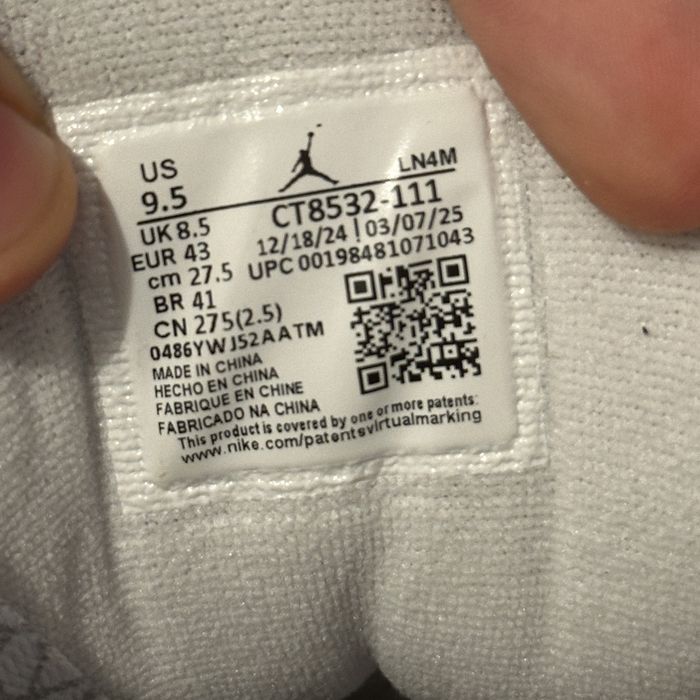 US
9.5
LN4M
UK 8.5
CT8532-111
EUR 43
12/18/24 | 03/07/25
cm 27.5
UPC 00198481071043
BR 41
CN 275(2.5)
0486YWJ52AATM
MADE IN CHINA
HECHO EN CHINA
FABRIQUE EN CHINE
FABRICADO NA CHINA
This product is covered by one or more patents:
www.nike.com/patentsvirtualmarking